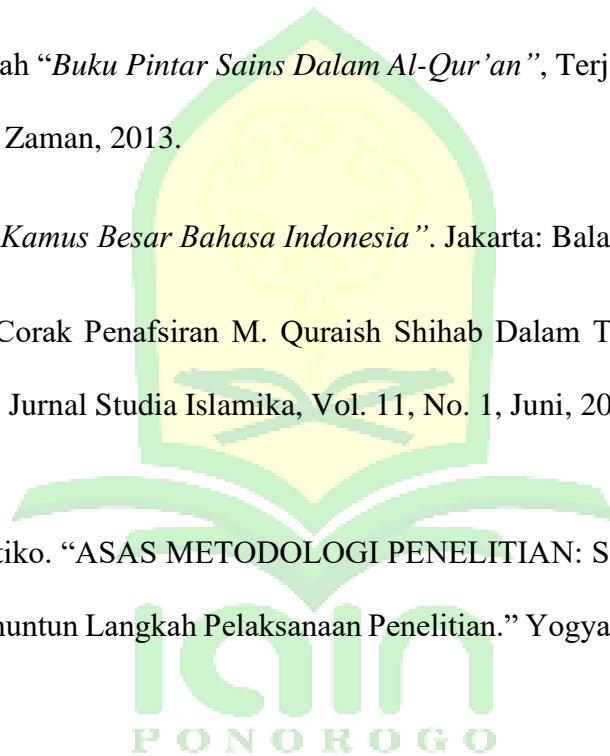 ah “Buku Pintar Sains Dalam Al-Qur’an”, Terj
Zaman, 2013.
Kamus Besar Bahasa Indonesia”. Jakarta: Bala
Corak Penafsiran M. Quraish Shihab Dalam T
Jurnal Studia Islamika, Vol. 11, No. 1, Juni, 20
tiko. “ASAS METODOLOGI PENELITIAN: S
nuntun Langkah Pelaksanaan Penelitian.” Yogya
iain
PONOROGO